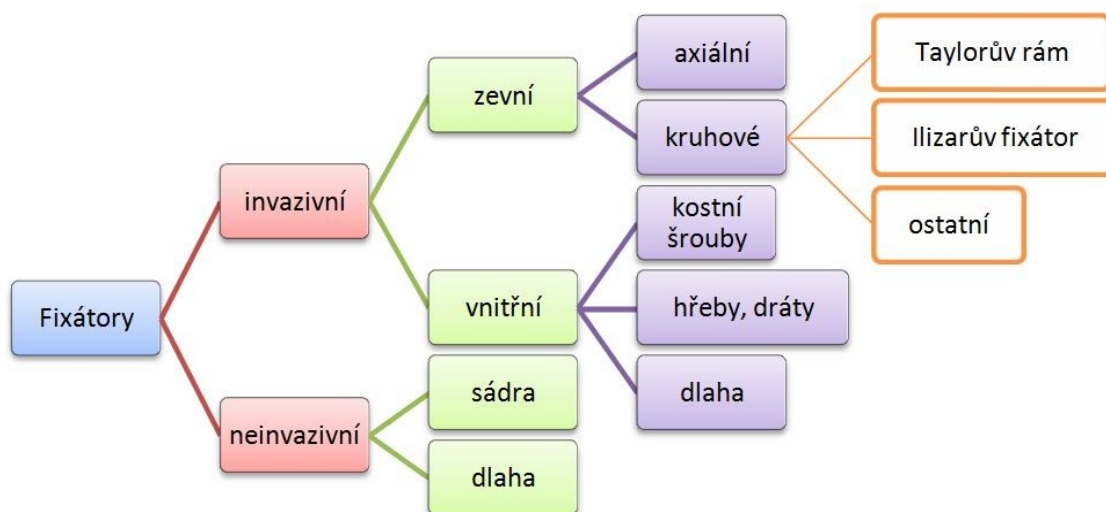 Fixátory
invazivní
neinvazivní
zevní
vnitřní
sádra
dlaha
axiální
kruhové
kostní
šrouby
hřeby, dráty
dlaha
Taylorův rám
Ilizarův fixátor
ostatní